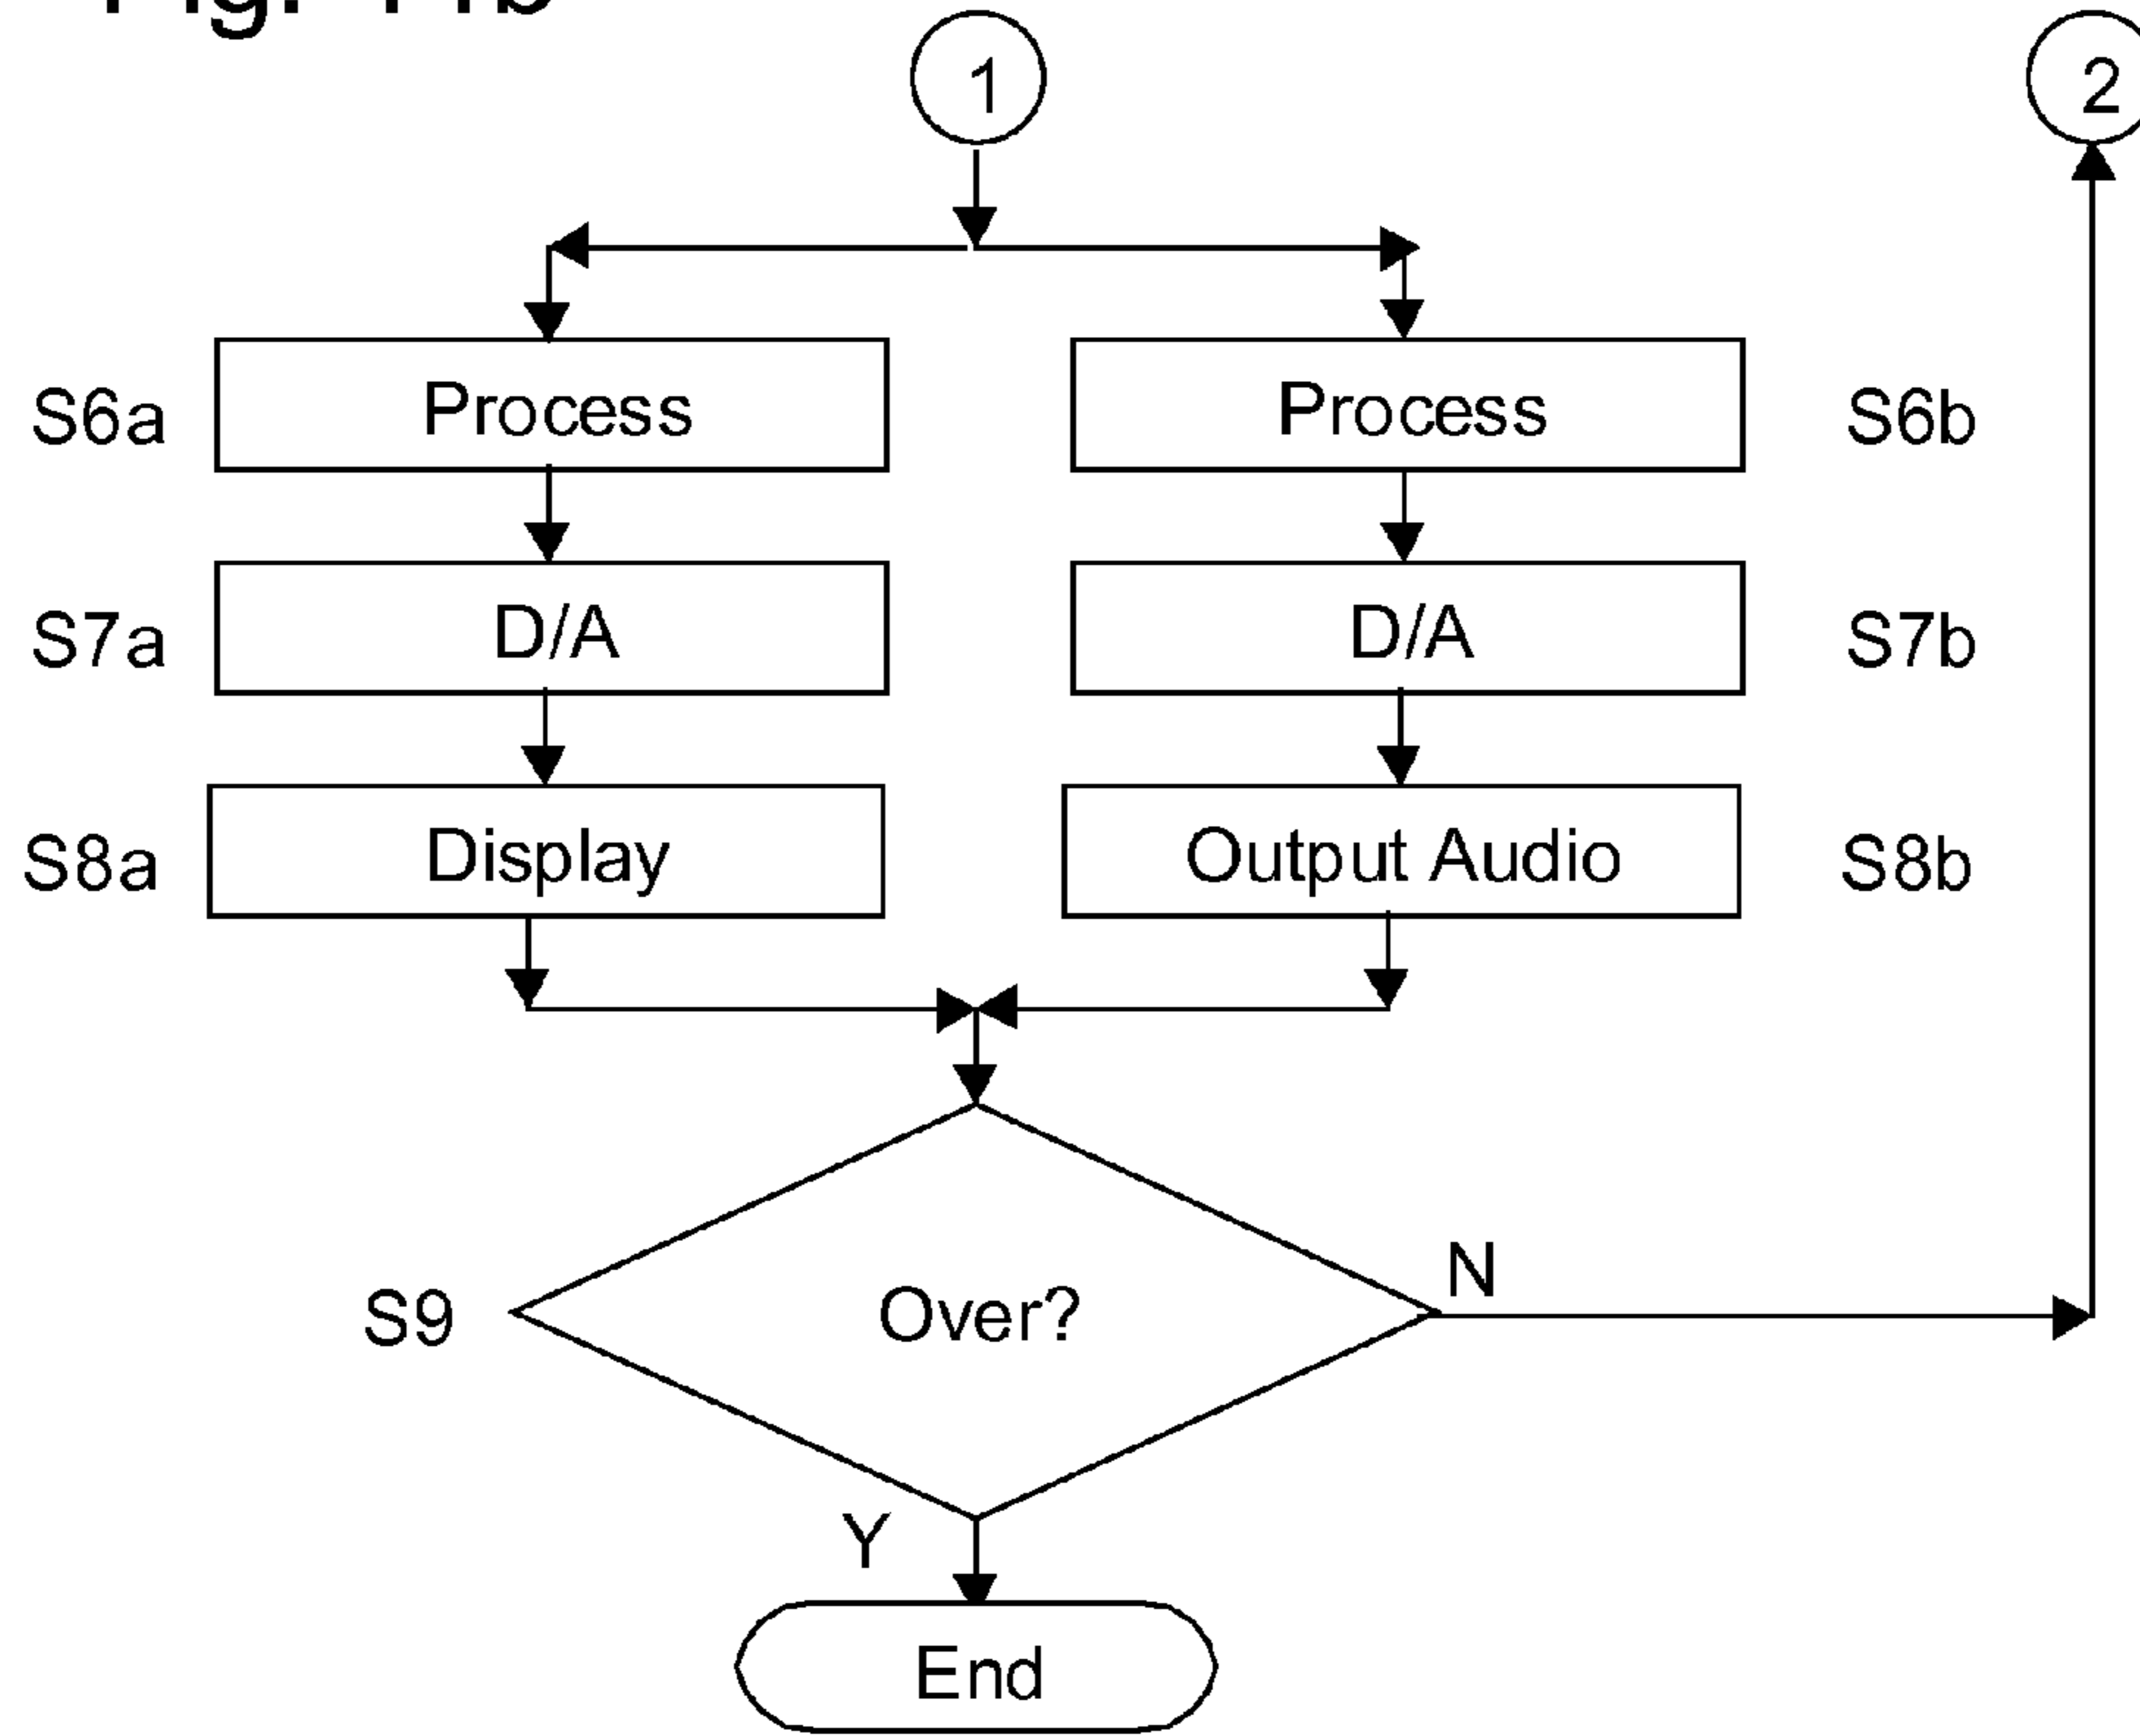 1
2
S6a
Process
Process
S6b
S7a
D/A
D/A
S7b
S8a
Display
Output Audio
S8b
S9
Over?
N
Y
End